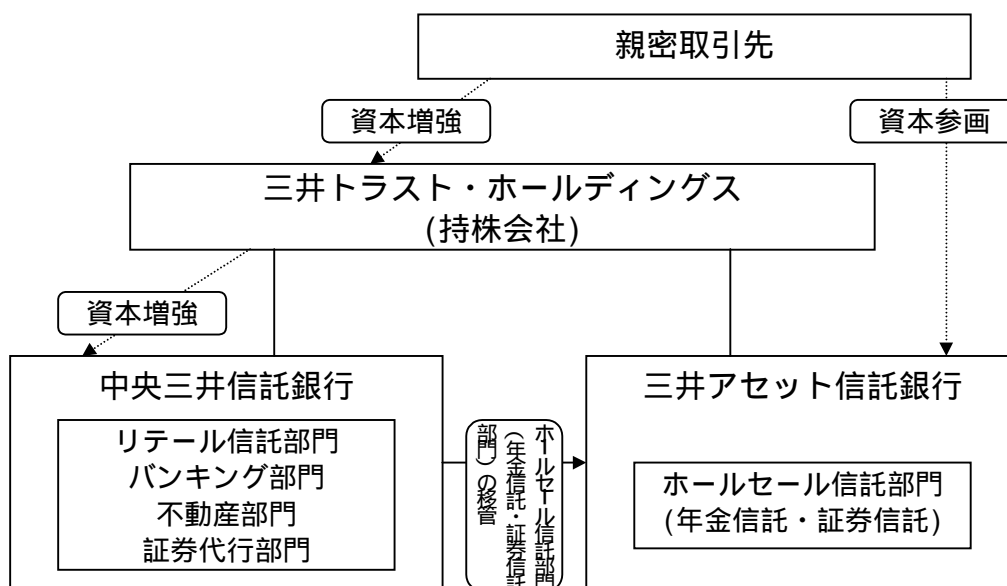 親密取引先
資本増強
資本参画
三井トラスト・ホールディングス
(持株会社)
資本増強
中央三井信託銀行
リテール信託部門
バンキング部門
不動産部門
証券代行部門
ホールセール信託部門
(年金信託・証券信託
部門)の移管
三井アセット信託銀行
ホールセール信託部門
(年金信託・証券信託)